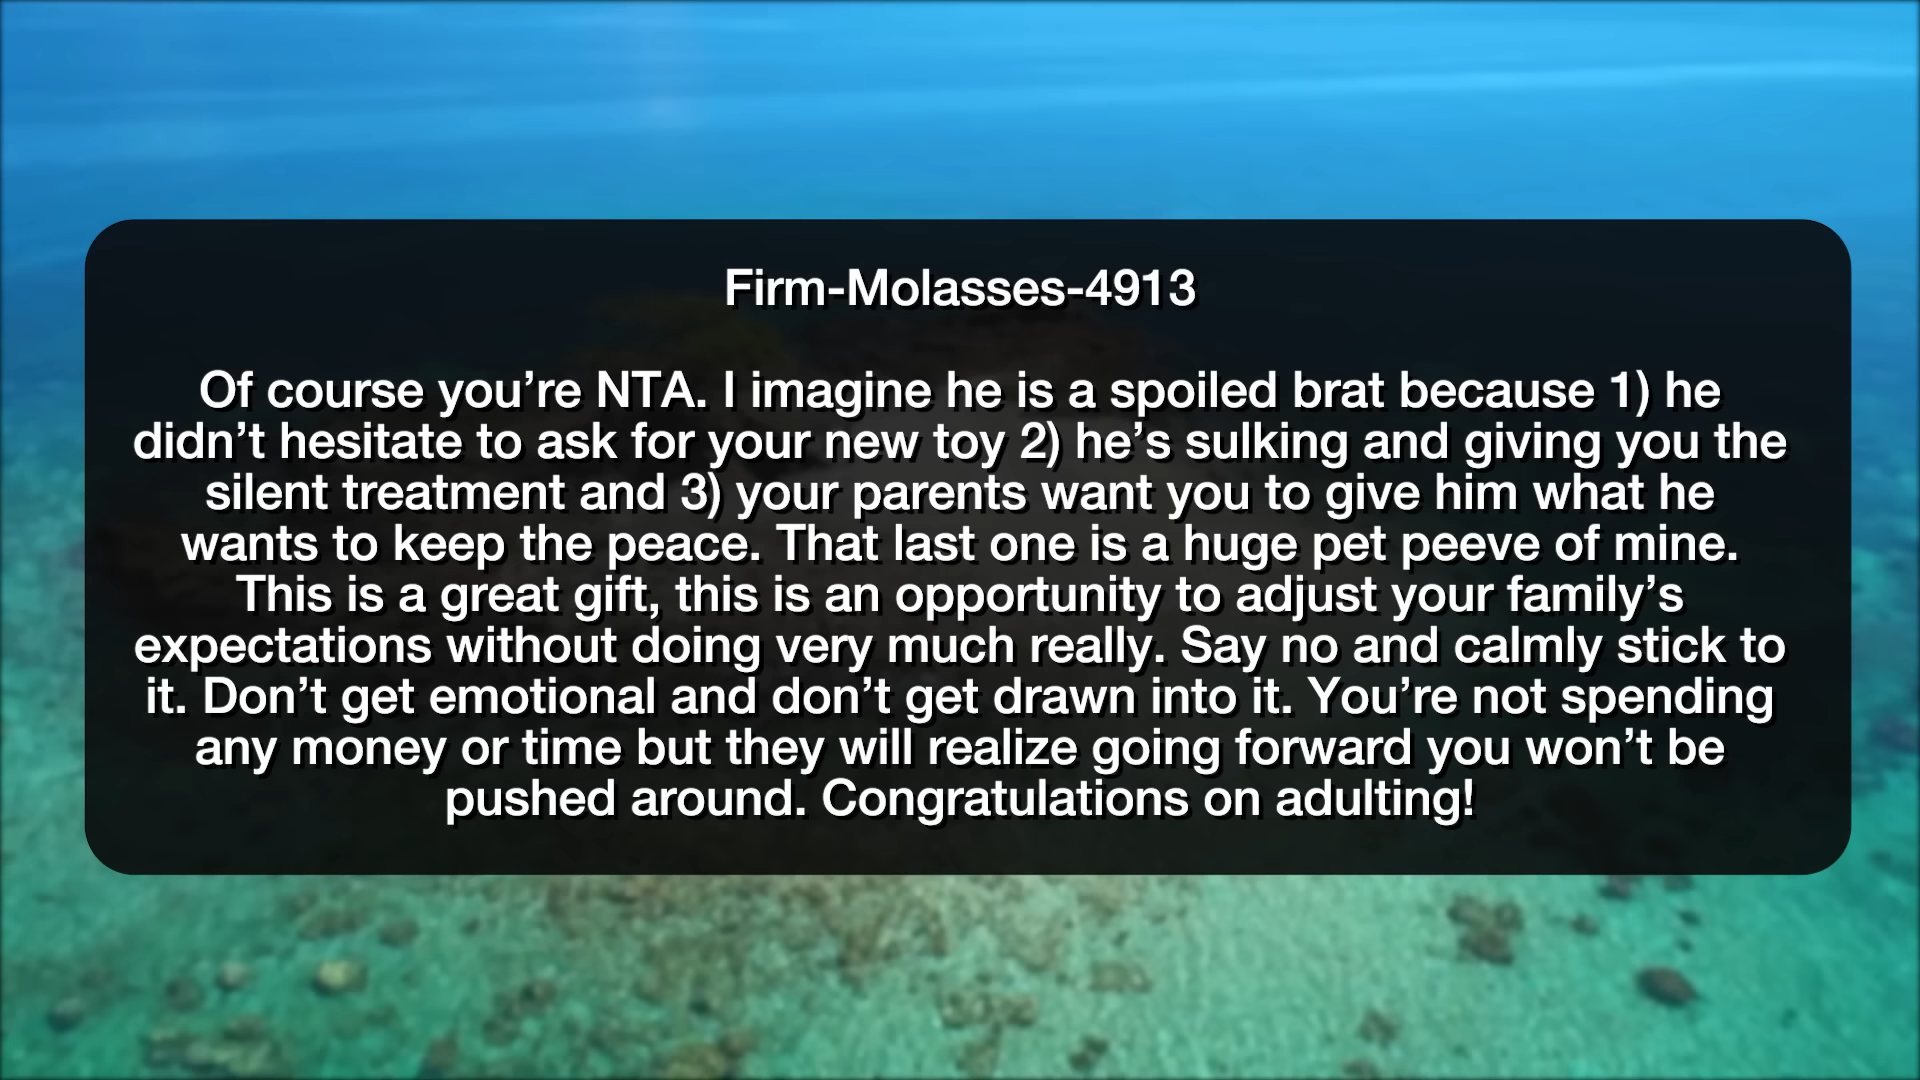 Firm-Molasses-4913
Of course you’re NTA. I imagine he is a spoiled brat because 1) he
didn’t hesitate to ask for your new toy 2) he’s sulking and giving you the
silent treatment and 3) your parents want you to give him what he
wants to keep the peace. That last one is a huge pet peeve of mine.
This is a great gift, this is an opportunity to adjust your family’s
expectations without doing very much really. Say no and calmly stick to
it. Don’t get emotional and don’t get drawn into it. You’re not spending
any money or time but they will realize going forward you won’t be
pushed around. Congratulations on adulting!